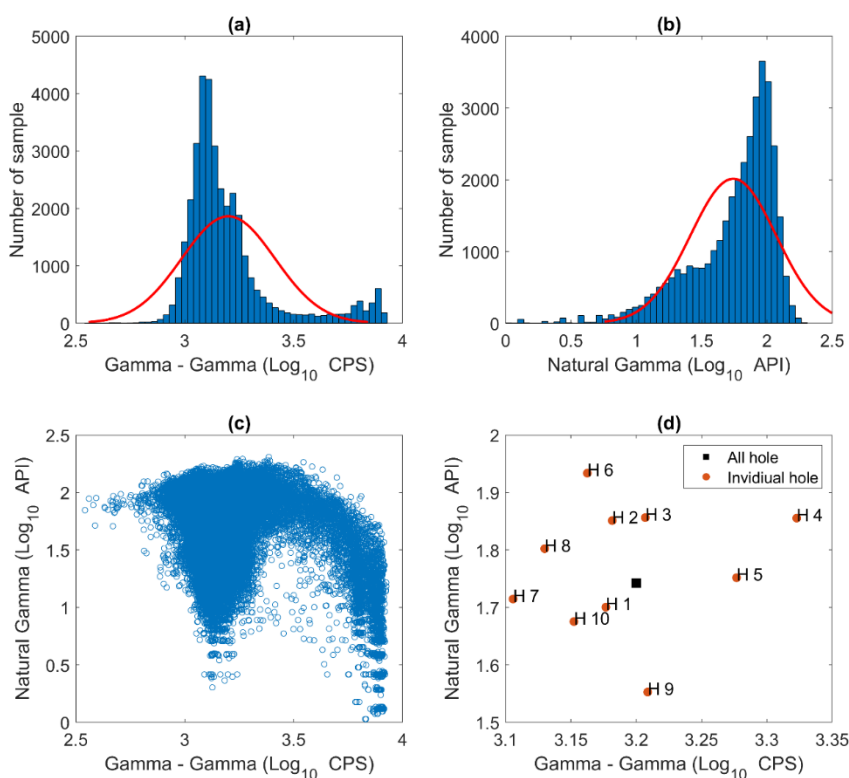 (a)
5000
4000
3000
2000
1000
0
Number of sample
2.5 3 3.5 4
Gamma - Gamma (Log10 CPS)
(b)
4000
3000
2000
1000
0
Number of sample
0 0.5 1 1.5 2 2.5
Natural Gamma (Log10 API)
(c)
2.5
2
1.5
1
0.5
0
Natural Gamma (Log10 API)
2.5 3 3.5 4
Gamma - Gamma (Log10 CPS)
(d)
2
1.9
1.8
1.7
1.6
1.5
Natural Gamma (Log10 API)
All hole
Invidiual hole
H 6
H 2
H 3
H 4
H 8
H 5
H 7
H 1
H 10
H 9
3.1 3.15 3.2 3.25 3.3 3.35
Gamma - Gamma (Log10 CPS)